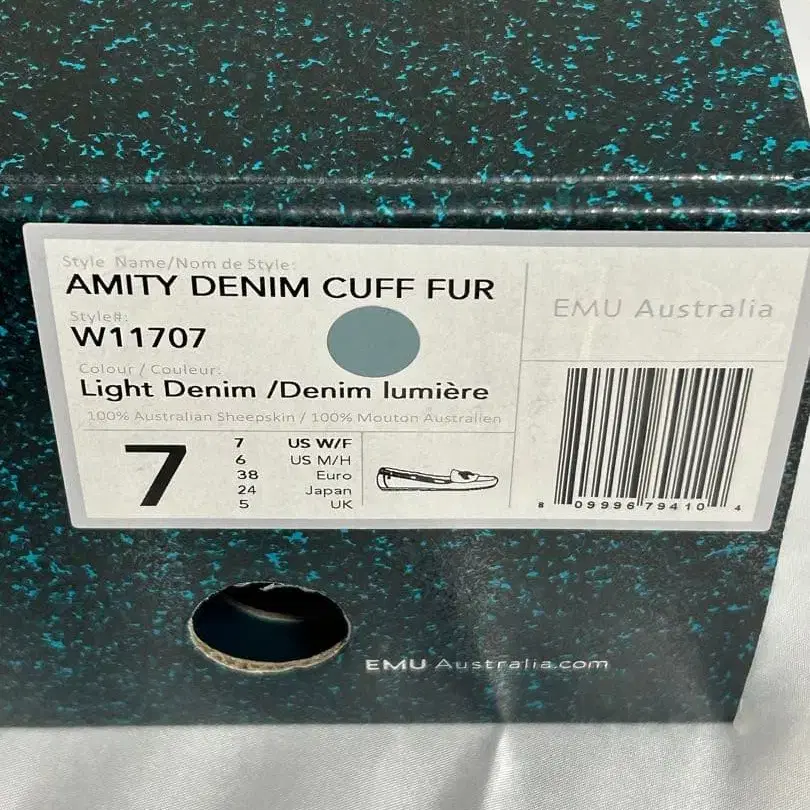 Style Name/Nom de Style:
AMITY DENIM CUFF FUR
Style#:
W11707
Colour / Couleur:
Light Denim /Denim lumière
100% Australian Sheepskin / 100% Mouton Australien
7
7 US W/F
6 US M/H
38 Euro
24 Japan
5 UK
EMU Australia
8 09996 79410 4
EMU Australia.com